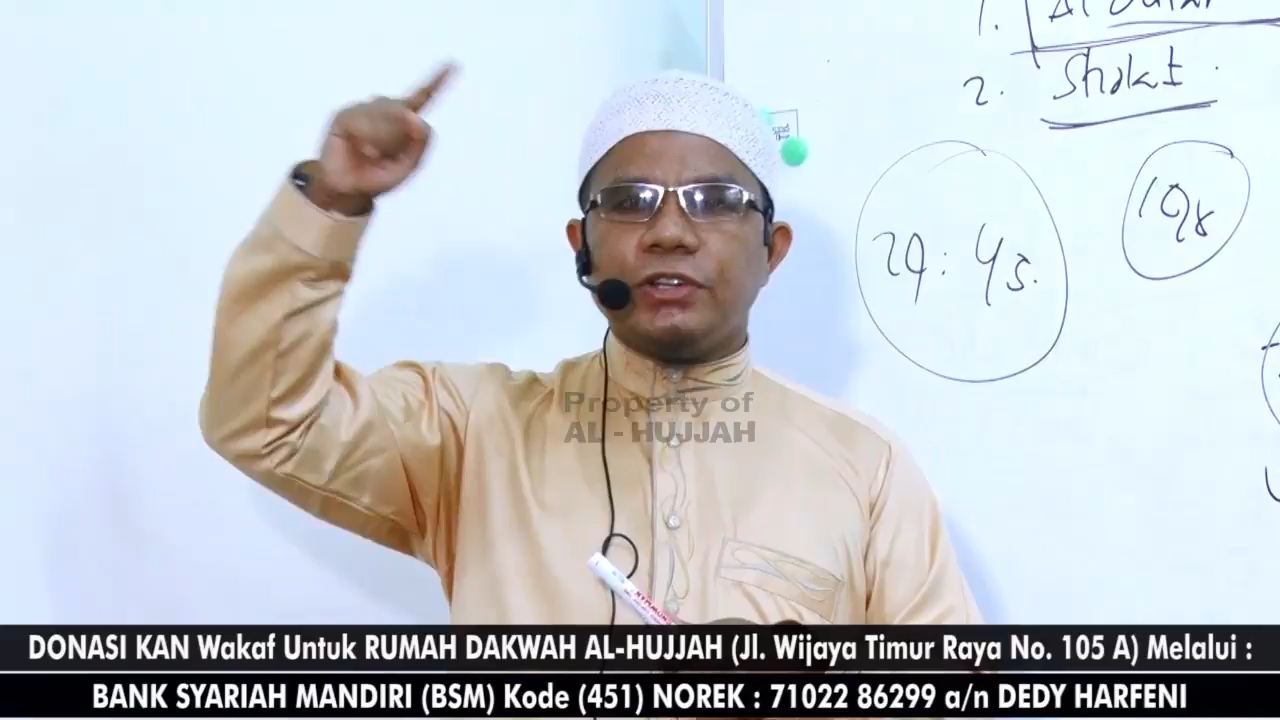 1.
2. Sholat
29 : 45.
Property of
AL - HUJJAH
DONASI KAN Wakaf Untuk RUMAH DAKWAH AL-HUJJAH (Jl. Wijaya Timur Raya No. 105 A) Melalui :
BANK SYARIAH MANDIRI (BSM) Kode (451) NOREK : 71022 86299 a/n DEDY HARFENI